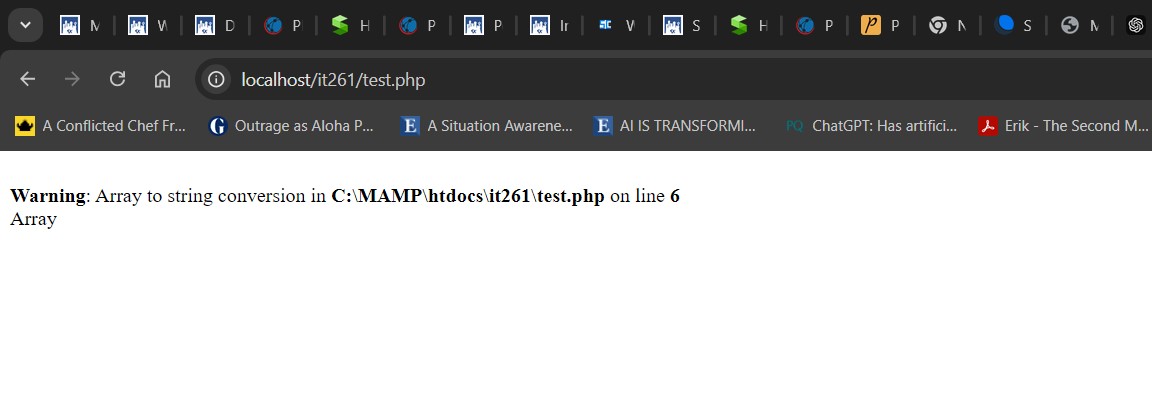 M W D P H P P Ir W S H P P N S M
localhost/it261/test.php
A Conflicted Chef Fr... G Outrage as Aloha P... E A Situation Awarene... E AI IS TRANSFORMI... PQ ChatGPT: Has artifici... Erik - The Second M...
Warning: Array to string conversion in C:\MAMP\htdocs\it261\test.php on line 6
Array